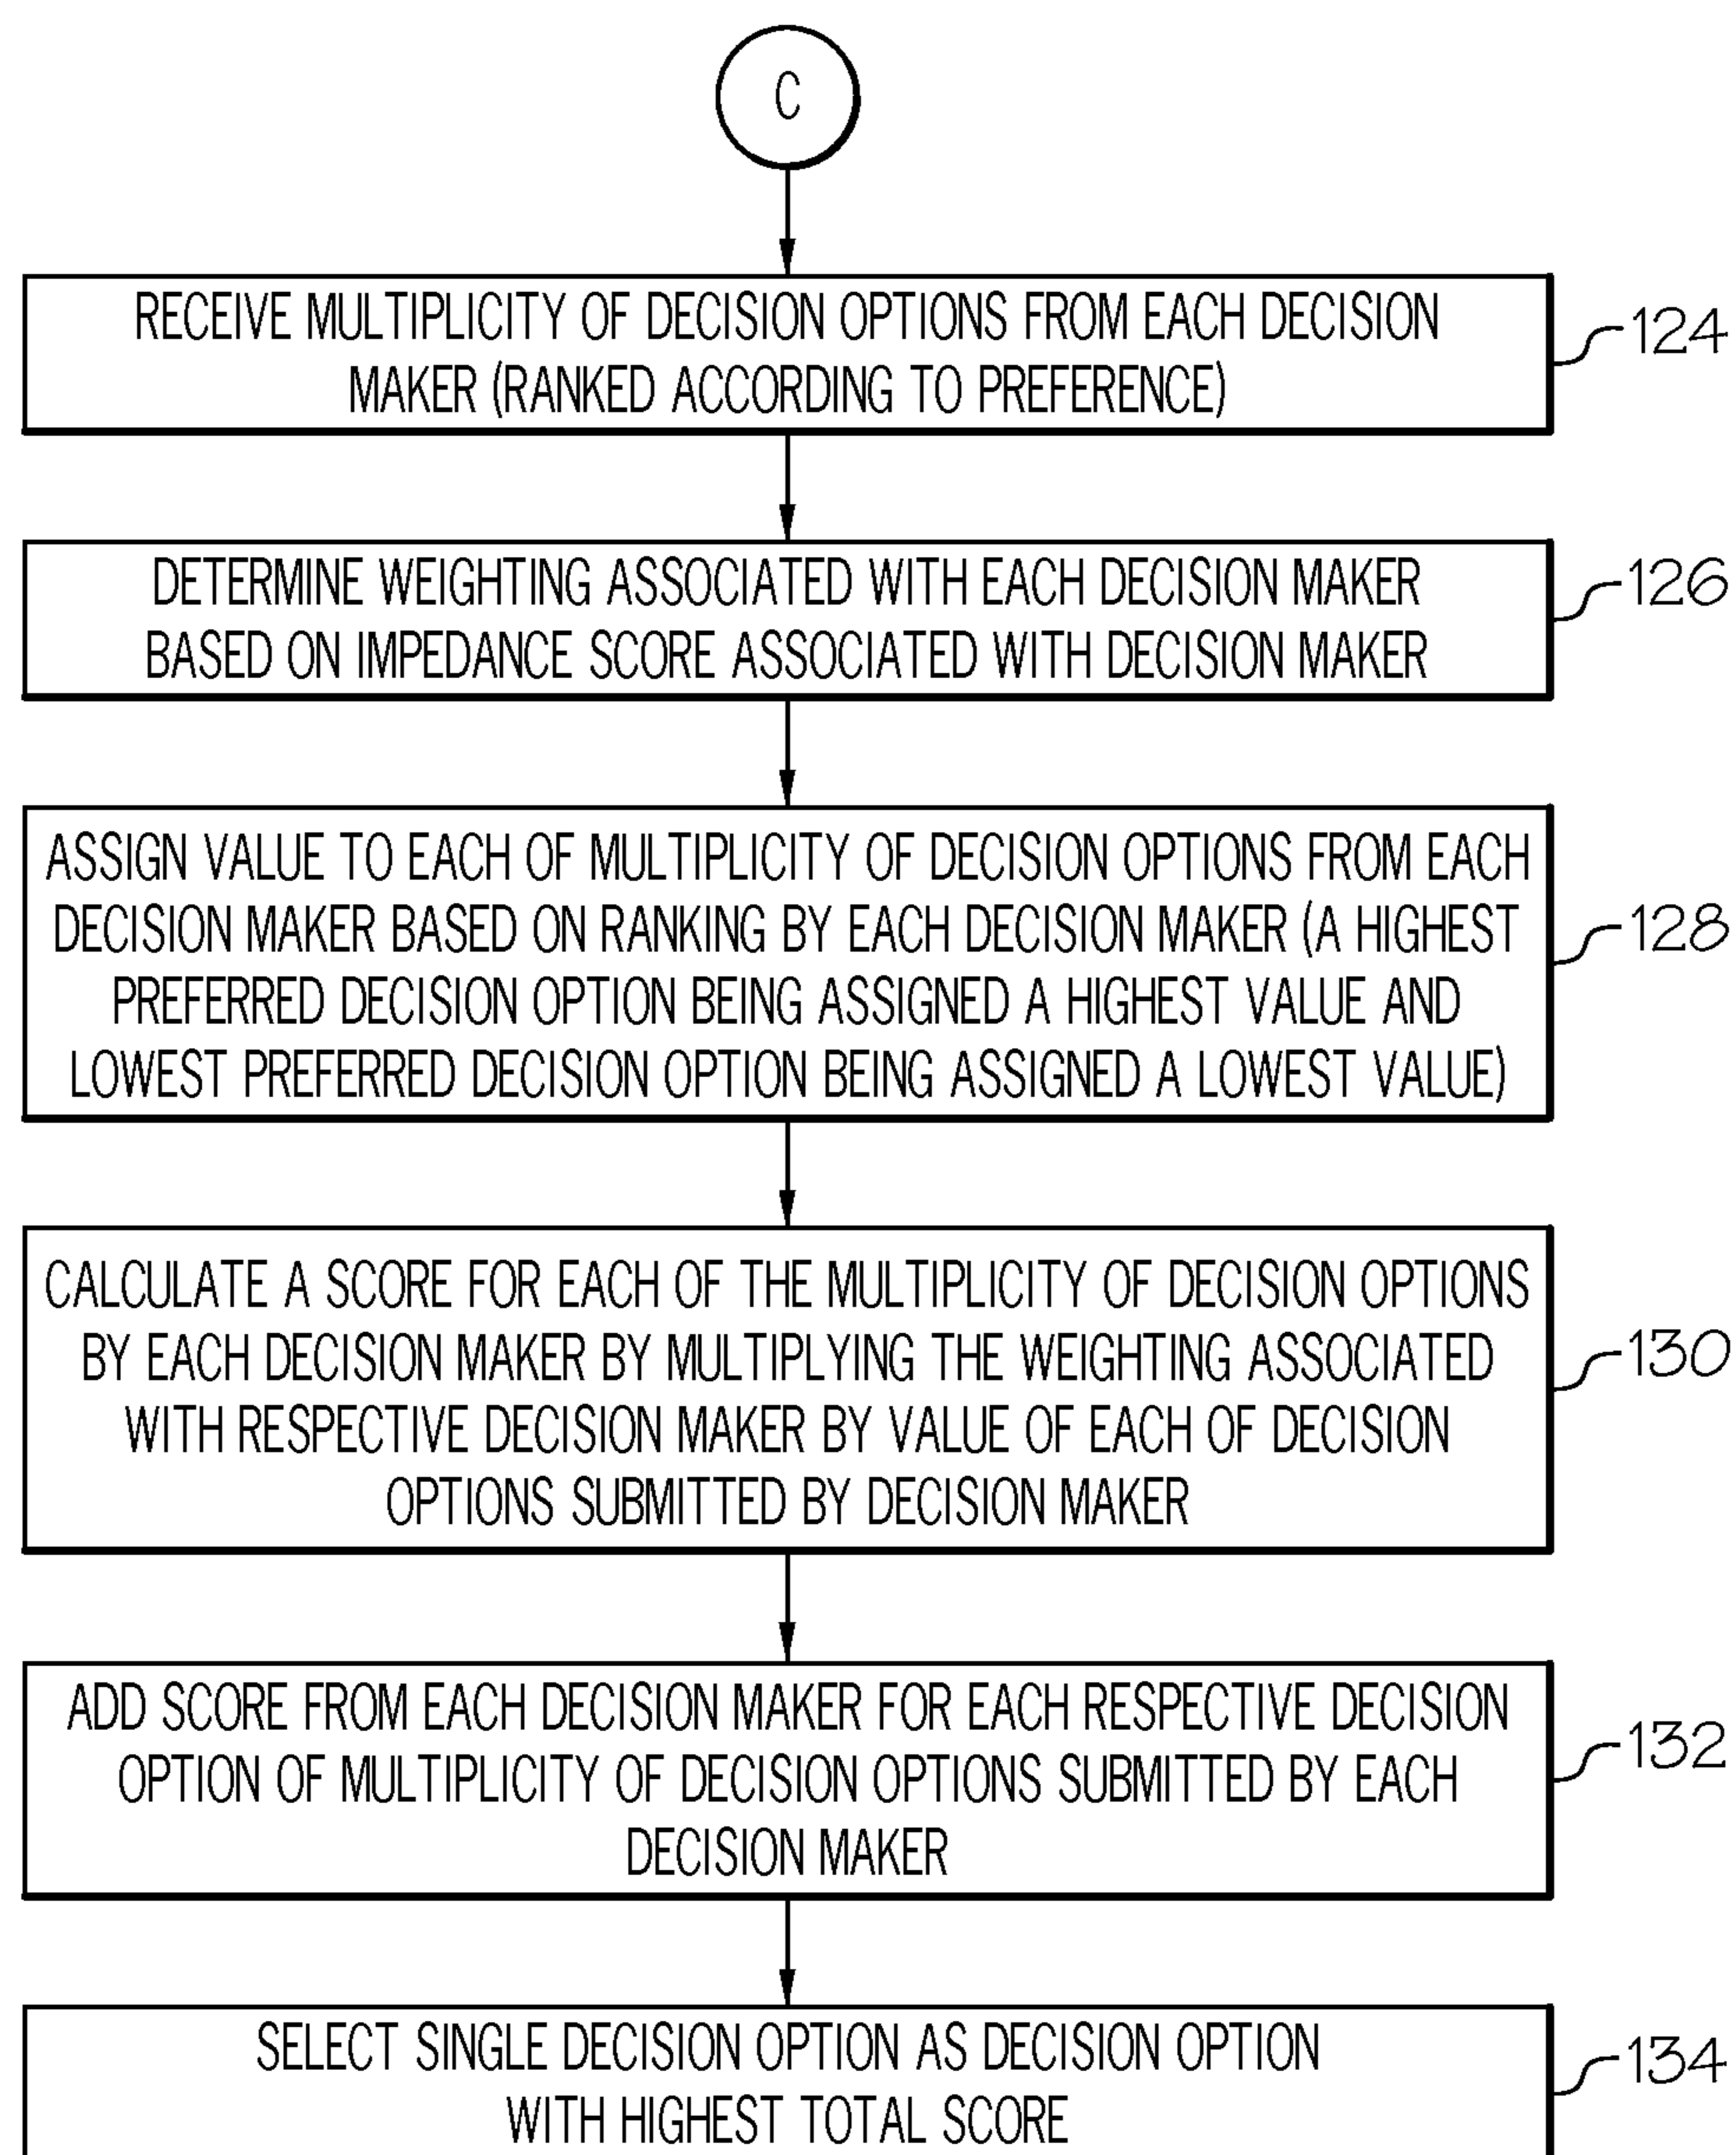 C
RECEIVE MULTIPLICITY OF DECISION OPTIONS FROM EACH DECISION
MAKER (RANKED ACCORDING TO PREFERENCE)
124
DETERMINE WEIGHTING ASSOCIATED WITH EACH DECISION MAKER
BASED ON IMPEDANCE SCORE ASSOCIATED WITH DECISION MAKER
126
ASSIGN VALUE TO EACH OF MULTIPLICITY OF DECISION OPTIONS FROM EACH
DECISION MAKER BASED ON RANKING BY EACH DECISION MAKER (A HIGHEST
PREFERRED DECISION OPTION BEING ASSIGNED A HIGHEST VALUE AND
LOWEST PREFERRED DECISION OPTION BEING ASSIGNED A LOWEST VALUE)
128
CALCULATE A SCORE FOR EACH OF THE MULTIPLICITY OF DECISION OPTIONS
BY EACH DECISION MAKER BY MULTIPLYING THE WEIGHTING ASSOCIATED
WITH RESPECTIVE DECISION MAKER BY VALUE OF EACH OF DECISION
OPTIONS SUBMITTED BY DECISION MAKER
130
ADD SCORE FROM EACH DECISION MAKER FOR EACH RESPECTIVE DECISION
OPTION OF MULTIPLICITY OF DECISION OPTIONS SUBMITTED BY EACH
DECISION MAKER
132
SELECT SINGLE DECISION OPTION AS DECISION OPTION
WITH HIGHEST TOTAL SCORE
134